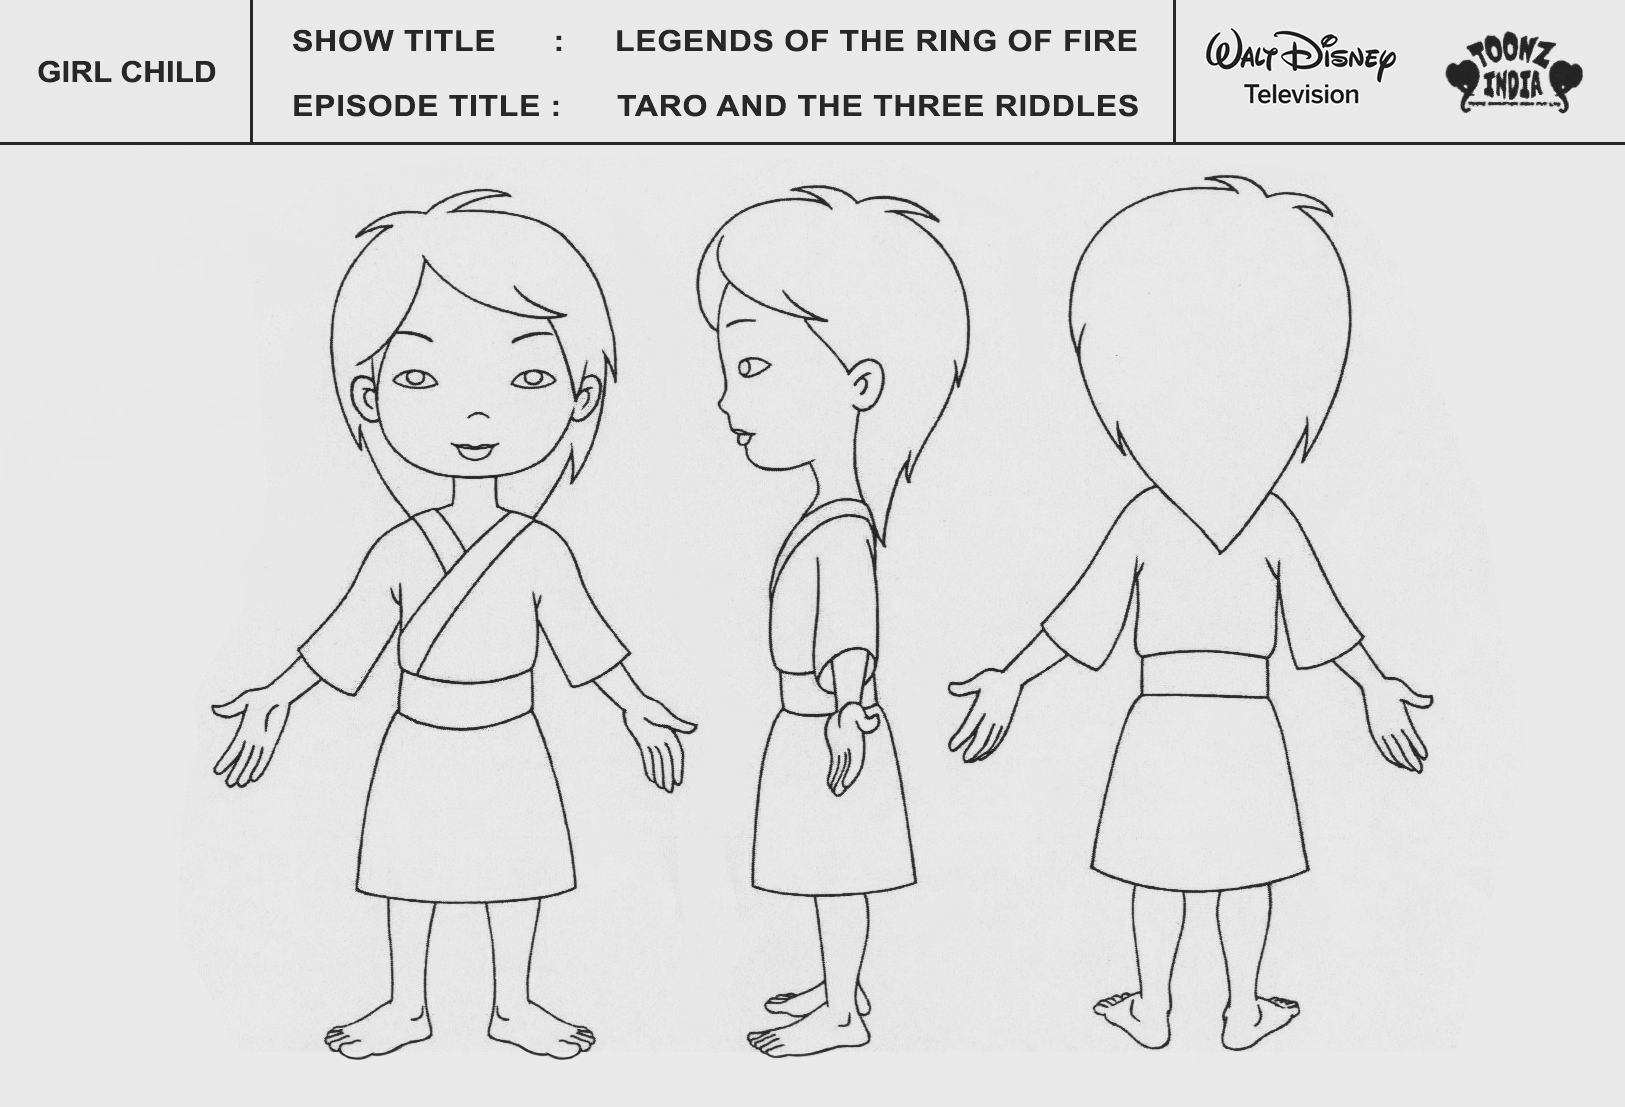 GIRL CHILD
SHOW TITLE : LEGENDS OF THE RING OF FIRE
EPISODE TITLE : TARO AND THE THREE RIDDLES
WALT DISNEY
Television
TOONZ
INDIA